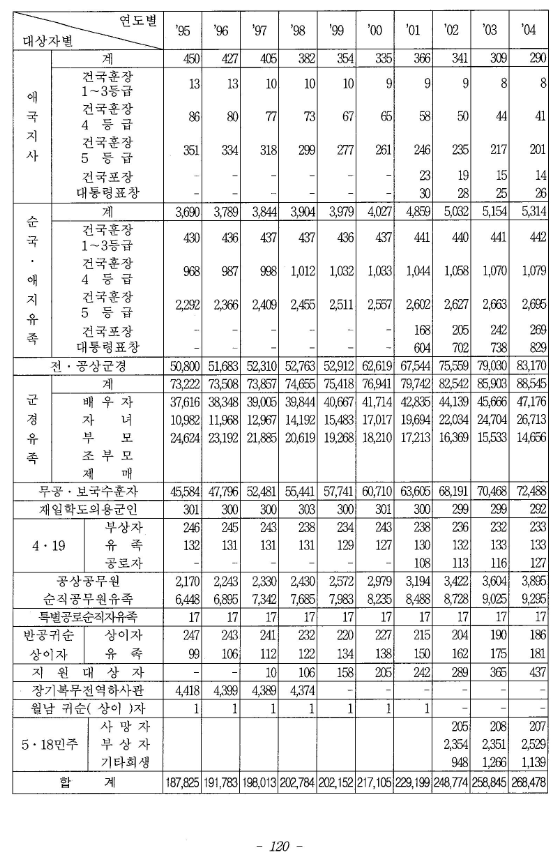 연도별
대상자별
'95 '96 '97 '98 '99 '00 '01 '02 '03 '04
애국지사
계 450 427 405 382 354 335 366 341 309 290
건국훈장 1~3등급 13 13 10 10 10 9 9 9 8 8
건국훈장 4 등 급 86 80 77 73 67 65 58 50 44 41
건국훈장 5 등급 351 334 318 299 277 261 246 235 217 201
건국포장 - - - - - - 23 19 15 14
대통령표창 - - - - - - 30 28 25 26
순국·애지유족
계 3,690 3,789 3,844 3,904 3,979 4,027 4,859 5,032 5,154 5,314
건국훈장 1~3등급 430 436 437 437 436 437 441 440 441 442
건국훈장 4 등급 968 987 998 1,012 1,032 1,033 1,044 1,058 1,070 1,079
건국훈장 5 등급 2,292 2,366 2,409 2,455 2,511 2,557 2,602 2,627 2,663 2,695
건국포장 - - - - - - 168 205 242 269
대통령표창 - - - - - - 604 702 738 829
전·공상군경 50,800 51,683 52,310 52,763 52,912 62,619 67,544 75,559 79,030 83,170
군경유족
계 73,222 73,508 73,857 74,655 75,418 76,941 79,742 82,542 85,903 88,545
배 우 자 37,616 38,348 39,005 39,844 40,667 41,714 42,835 44,139 45,666 47,176
자 녀 10,982 11,968 12,967 14,192 15,483 17,017 19,694 22,034 24,704 26,713
부 모 24,624 23,192 21,885 20,619 19,268 18,210 17,213 16,369 15,533 14,656
조 부 모
제 매
무공·보국수훈자 45,584 47,796 52,481 55,441 57,741 60,710 63,605 68,191 70,468 72,488
재일학도의용군인 301 300 300 303 300 301 300 299 299 292
4·19
부상자 246 245 243 238 234 243 238 236 232 233
유 족 132 131 131 131 129 127 130 132 133 133
공로자 - - - - - - 108 113 116 127
공상공무원 2,170 2,243 2,330 2,430 2,572 2,979 3,194 3,422 3,604 3,895
순직공무원유족 6,448 6,895 7,342 7,685 7,983 8,235 8,488 8,728 9,025 9,295
특별공로순직자유족 17 17 17 17 17 17 17 17 17 17
반공귀순상이자
상이자 247 243 241 232 220 227 215 204 190 186
유 족 99 106 112 122 134 138 150 162 175 181
지 원 대 상 자 - - 10 106 158 205 242 289 365 437
장기복무전역하사관 4,418 4,399 4,389 4,374 - - - - - -
월남 귀순( 상이 )자 1 1 1 1 1 1 1 - - -
5·18민주
사 망 자 205 208 207
부 상 자 2,354 2,351 2,529
기타희생 948 1,266 1,139
합 계 187,825 191,783 198,013 202,784 202,152 217,105 229,199 248,774 258,845 268,478
- 120 -